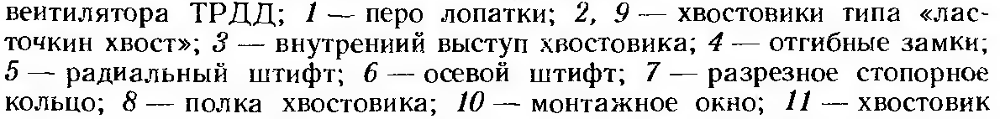 вентилятора ТРДД; 1 — перо лопатки; 2, 9 — хвостовики типа «лас-
точкин хвост»; 3 — внутренний выступ хвостовика; 4 — отгибные замки;
5 — радиальный штифт; 6 — осевой штифт; 7 — разрезное стопорное
кольцо; 8 — полка хвостовика; 10 — монтажное окно; 11 — хвостовик